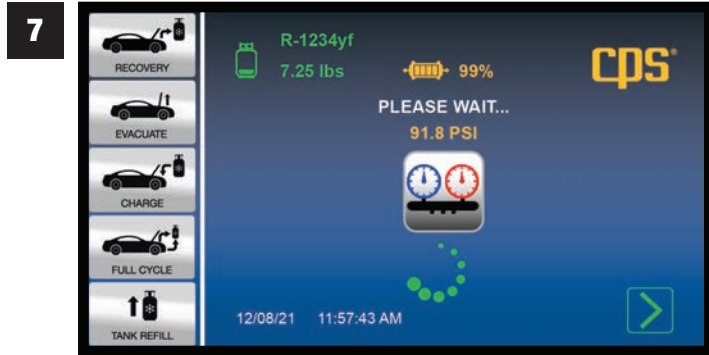 7
RECOVERY
EVACUATE
CHARGE
FULL CYCLE
TANK REFILL
R-1234yf
7.25 lbs
99%
cps®
PLEASE WAIT...
91.8 PSI
12/08/21 11:57:43 AM